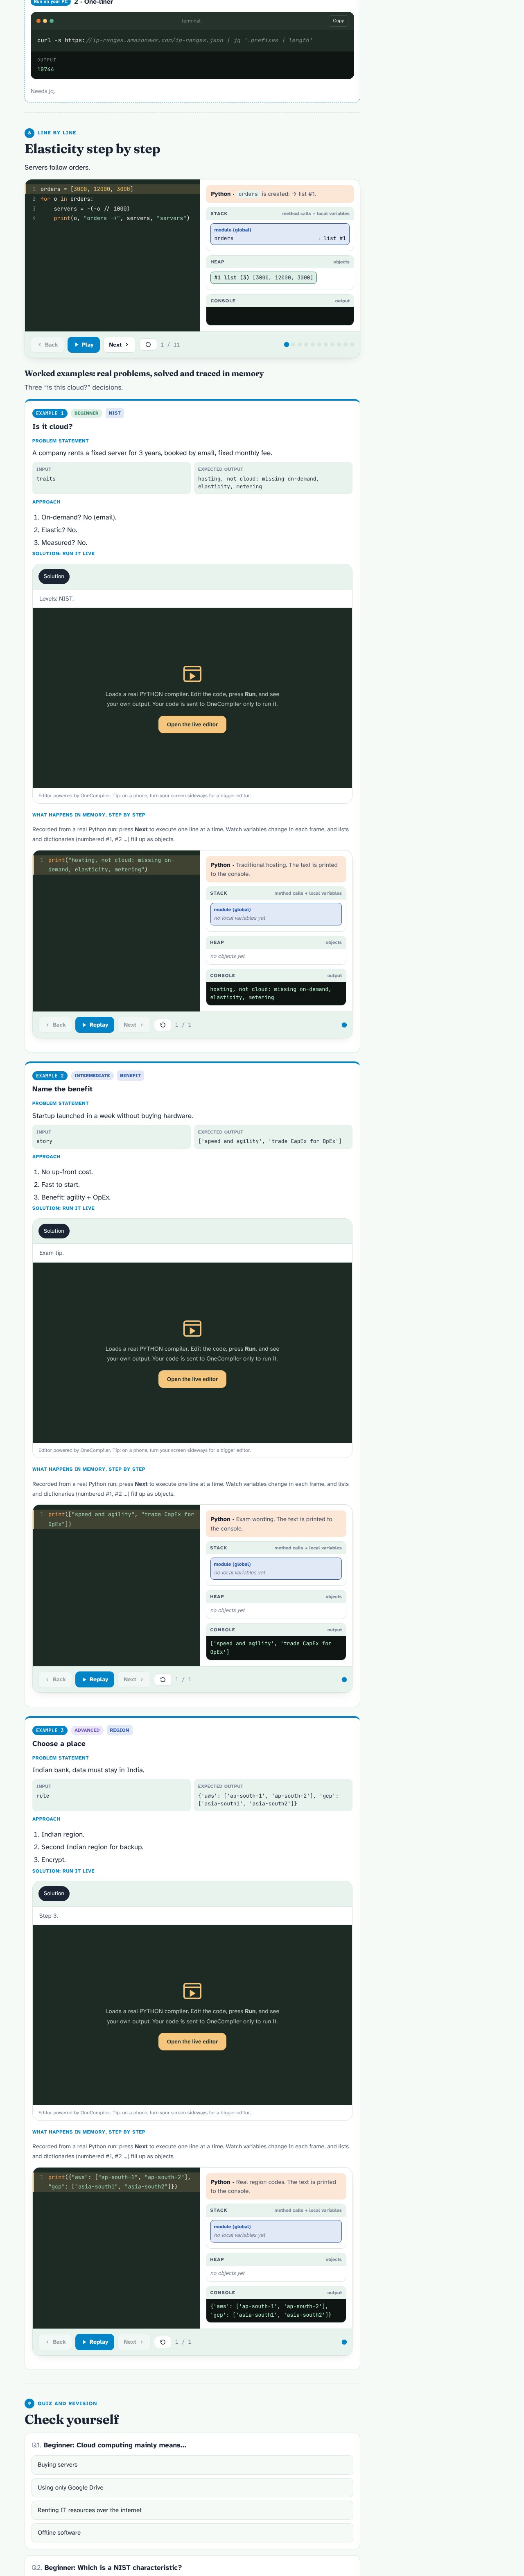 Run on your PC 2 - One-liner
terminal
Copy
curl -s https://ip-ranges.amazonaws.com/ip-ranges.json | jq '.prefixes | length'
OUTPUT
10744
Needs jq.
8 LINE BY LINE
Elasticity step by step
Servers follow orders.
1 orders = [3000, 12000, 3000]
2 for o in orders:
3 servers = -(-o // 1000)
4 print(o, "orders ->", servers, "servers")
Python - orders is created: → list #1.
STACK method calls + local variables
module (global)
orders → list #1
HEAP objects
#1 list (3) [3000, 12000, 3000]
CONSOLE output
‹ Back
▶ Play
Next ›
1 / 11
Worked examples: real problems, solved and traced in memory
Three “Is this cloud?” decisions.
EXAMPLE 1 BEGINNER NIST
Is it cloud?
PROBLEM STATEMENT
A company rents a fixed server for 3 years, booked by email, fixed monthly fee.
INPUT
traits
EXPECTED OUTPUT
hosting, not cloud: missing on-demand,
elasticity, metering
APPROACH
1. On-demand? No (email).
2. Elastic? No.
3. Measured? No.
SOLUTION: RUN IT LIVE
Solution
Levels: NIST.
Loads a real PYTHON compiler. Edit the code, press Run, and see
your own output. Your code is sent to OneCompiler only to run it.
Open the live editor
Editor powered by OneCompiler. Tip: on a phone, turn your screen sideways for a bigger editor.
WHAT HAPPENS IN MEMORY, STEP BY STEP
Recorded from a real Python run: press Next to execute one line at a time. Watch variables change in each frame, and lists
and dictionaries (numbered #1, #2 …) fill up as objects.
1 print("hosting, not cloud: missing on-
demand, elasticity, metering")
Python - Traditional hosting. The text is printed
to the console.
STACK method calls + local variables
module (global)
no local variables yet
HEAP objects
no objects yet
CONSOLE output
hosting, not cloud: missing on-demand,
elasticity, metering
‹ Back
▶ Replay
Next ›
1 / 1
EXAMPLE 2 INTERMEDIATE BENEFIT
Name the benefit
PROBLEM STATEMENT
Startup launched in a week without buying hardware.
INPUT
story
EXPECTED OUTPUT
['speed and agility', 'trade CapEx for OpEx']
APPROACH
1. No up-front cost.
2. Fast to start.
3. Benefit: agility + OpEx.
SOLUTION: RUN IT LIVE
Solution
Exam tip.
Loads a real PYTHON compiler. Edit the code, press Run, and see
your own output. Your code is sent to OneCompiler only to run it.
Open the live editor
Editor powered by OneCompiler. Tip: on a phone, turn your screen sideways for a bigger editor.
WHAT HAPPENS IN MEMORY, STEP BY STEP
Recorded from a real Python run: press Next to execute one line at a time. Watch variables change in each frame, and lists
and dictionaries (numbered #1, #2 …) fill up as objects.
1 print(["speed and agility", "trade CapEx for
OpEx"])
Python - Exam wording. The text is printed to
the console.
STACK method calls + local variables
module (global)
no local variables yet
HEAP objects
no objects yet
CONSOLE output
['speed and agility', 'trade CapEx for
OpEx']
‹ Back
▶ Replay
Next ›
1 / 1
EXAMPLE 3 ADVANCED REGION
Choose a place
PROBLEM STATEMENT
Indian bank, data must stay in India.
INPUT
rule
EXPECTED OUTPUT
{'aws': ['ap-south-1', 'ap-south-2'], 'gcp':
['asia-south1', 'asia-south2']}
APPROACH
1. Indian region.
2. Second Indian region for backup.
3. Encrypt.
SOLUTION: RUN IT LIVE
Solution
Step 3.
Loads a real PYTHON compiler. Edit the code, press Run, and see
your own output. Your code is sent to OneCompiler only to run it.
Open the live editor
Editor powered by OneCompiler. Tip: on a phone, turn your screen sideways for a bigger editor.
WHAT HAPPENS IN MEMORY, STEP BY STEP
Recorded from a real Python run: press Next to execute one line at a time. Watch variables change in each frame, and lists
and dictionaries (numbered #1, #2 …) fill up as objects.
1 print({"aws": ["ap-south-1", "ap-south-2"],
"gcp": ["asia-south1", "asia-south2"]})
Python - Real region codes. The text is printed
to the console.
STACK method calls + local variables
module (global)
no local variables yet
HEAP objects
no objects yet
CONSOLE output
{'aws': ['ap-south-1', 'ap-south-2'],
'gcp': ['asia-south1', 'asia-south2']}
‹ Back
▶ Replay
Next ›
1 / 1
9 QUIZ AND REVISION
Check yourself
Q1. Beginner: Cloud computing mainly means…
Buying servers
Using only Google Drive
Renting IT resources over the internet
Offline software
Q2. Beginner: Which is a NIST characteristic?